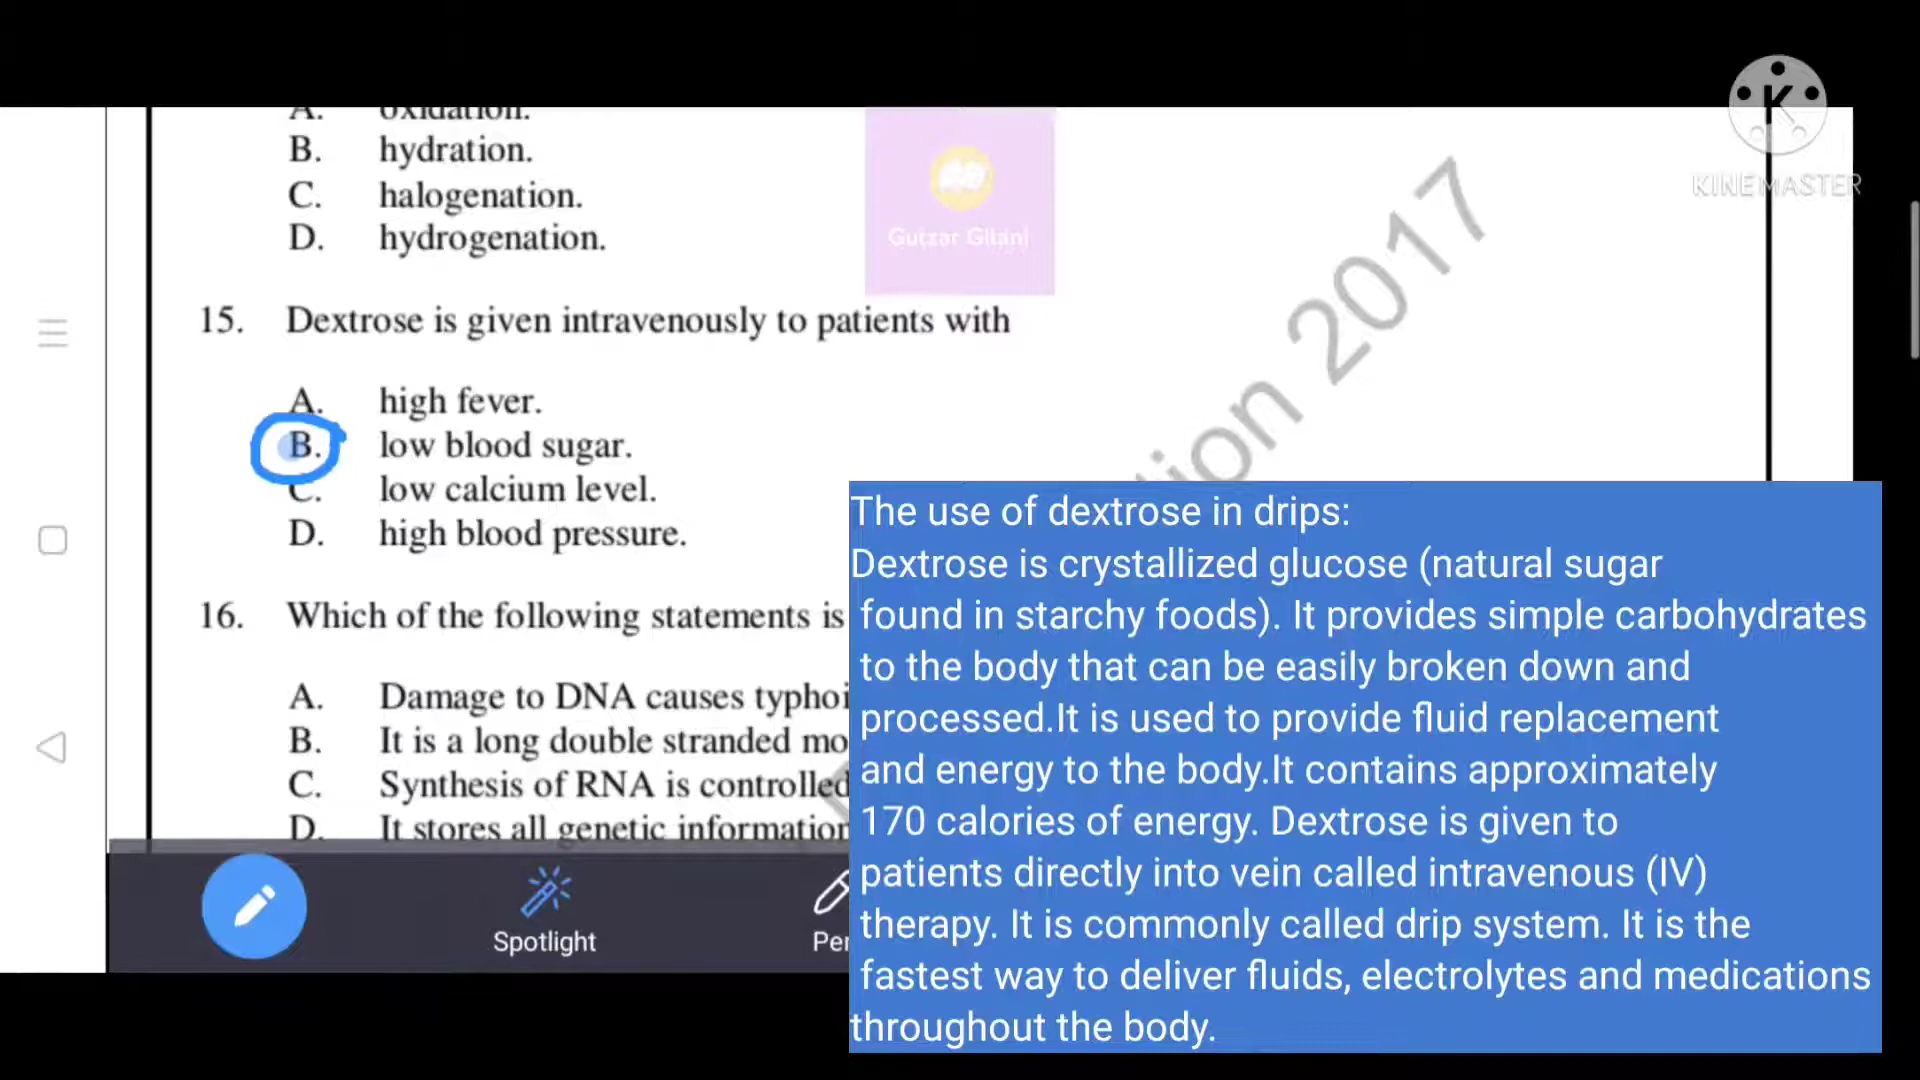 A. oxidation.
B. hydration.
C. halogenation.
D. hydrogenation.
KINEMASTER
Gulzar Gilani
15. Dextrose is given intravenously to patients with
A. high fever.
B. low blood sugar.
C. low calcium level.
D. high blood pressure.
tion 2017
16. Which of the following statements is
A. Damage to DNA causes typhoi
B. It is a long double stranded mo
C. Synthesis of RNA is controlled
D. It stores all genetic information
The use of dextrose in drips:
Dextrose is crystallized glucose (natural sugar
found in starchy foods). It provides simple carbohydrates
to the body that can be easily broken down and
processed.It is used to provide fluid replacement
and energy to the body.It contains approximately
170 calories of energy. Dextrose is given to
patients directly into vein called intravenous (IV)
therapy. It is commonly called drip system. It is the
fastest way to deliver fluids, electrolytes and medications
throughout the body.
Spotlight
Pen